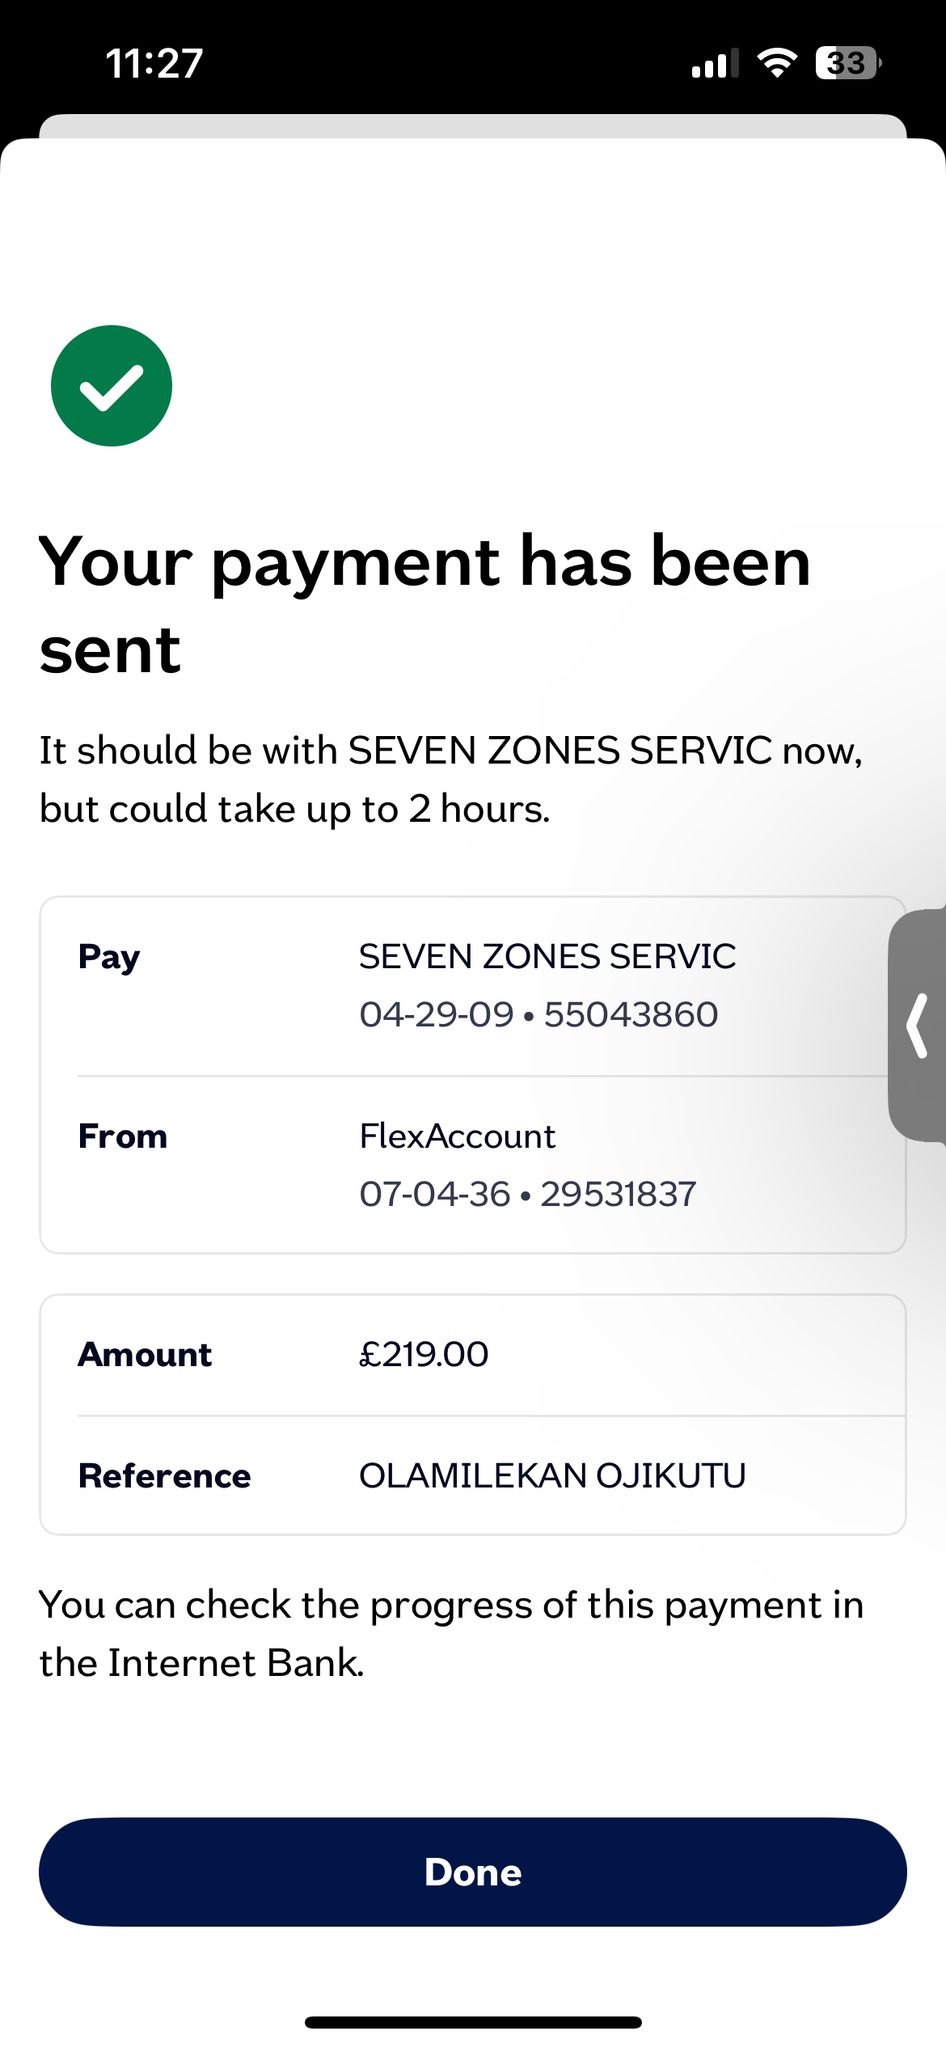 11:27
33
Your payment has been
sent
It should be with SEVEN ZONES SERVIC now,
but could take up to 2 hours.
Pay SEVEN ZONES SERVIC
04-29-09 • 55043860
From FlexAccount
07-04-36 • 29531837
Amount £219.00
Reference OLAMILEKAN OJIKUTU
You can check the progress of this payment in
the Internet Bank.
Done